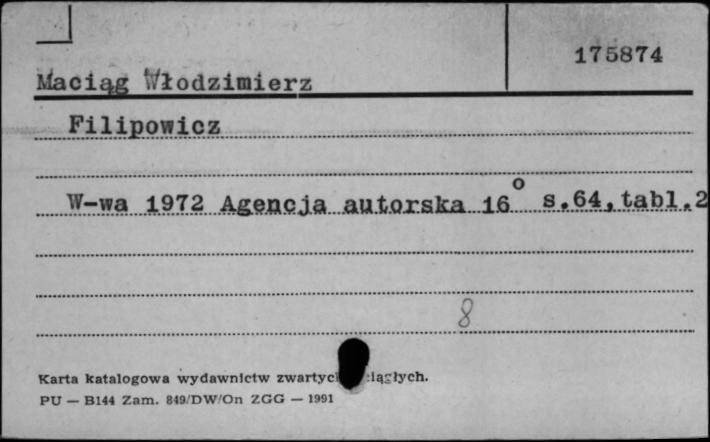 175874
Maciąg Włodzimierz
Filipowicz
W-wa 1972 Agencja autorska 16° s.64, tabl.2
8
Karta katalogowa wydawnictw ciągłych.
PU — B144 Zam. 849/DW/On ZGG — 1991